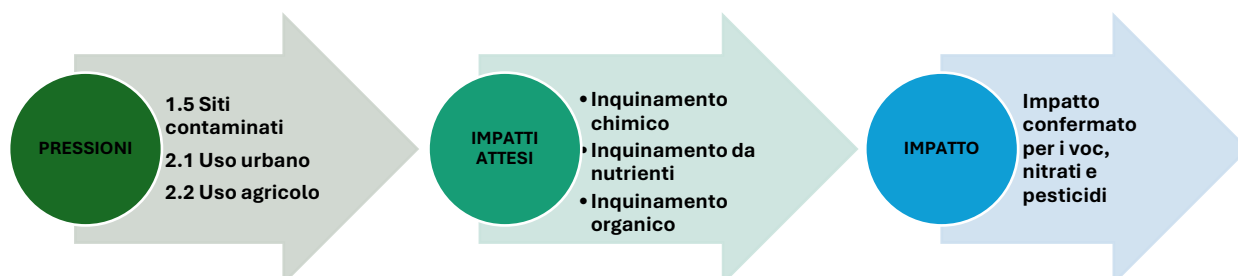 PRESSIONI
1.5 Siti
contaminati
2.1 Uso urbano
2.2 Uso agricolo
IMPATTI
ATTESI
•Inquinamento
chimico
•Inquinamento da
nutrienti
•Inquinamento
organico
IMPATTO
Impatto
confermato
per i voc,
nitrati e
pesticidi